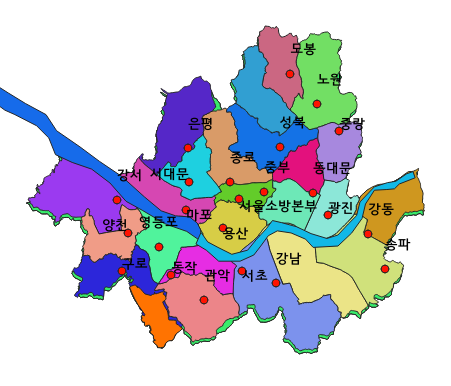 도봉
노원
은평
성북
중랑
종로
중부
동대문
강서
서대문
마포
서울소방본부
광진
강동
양천
영등포
용산
송파
구로
동작
관악
서초
강남